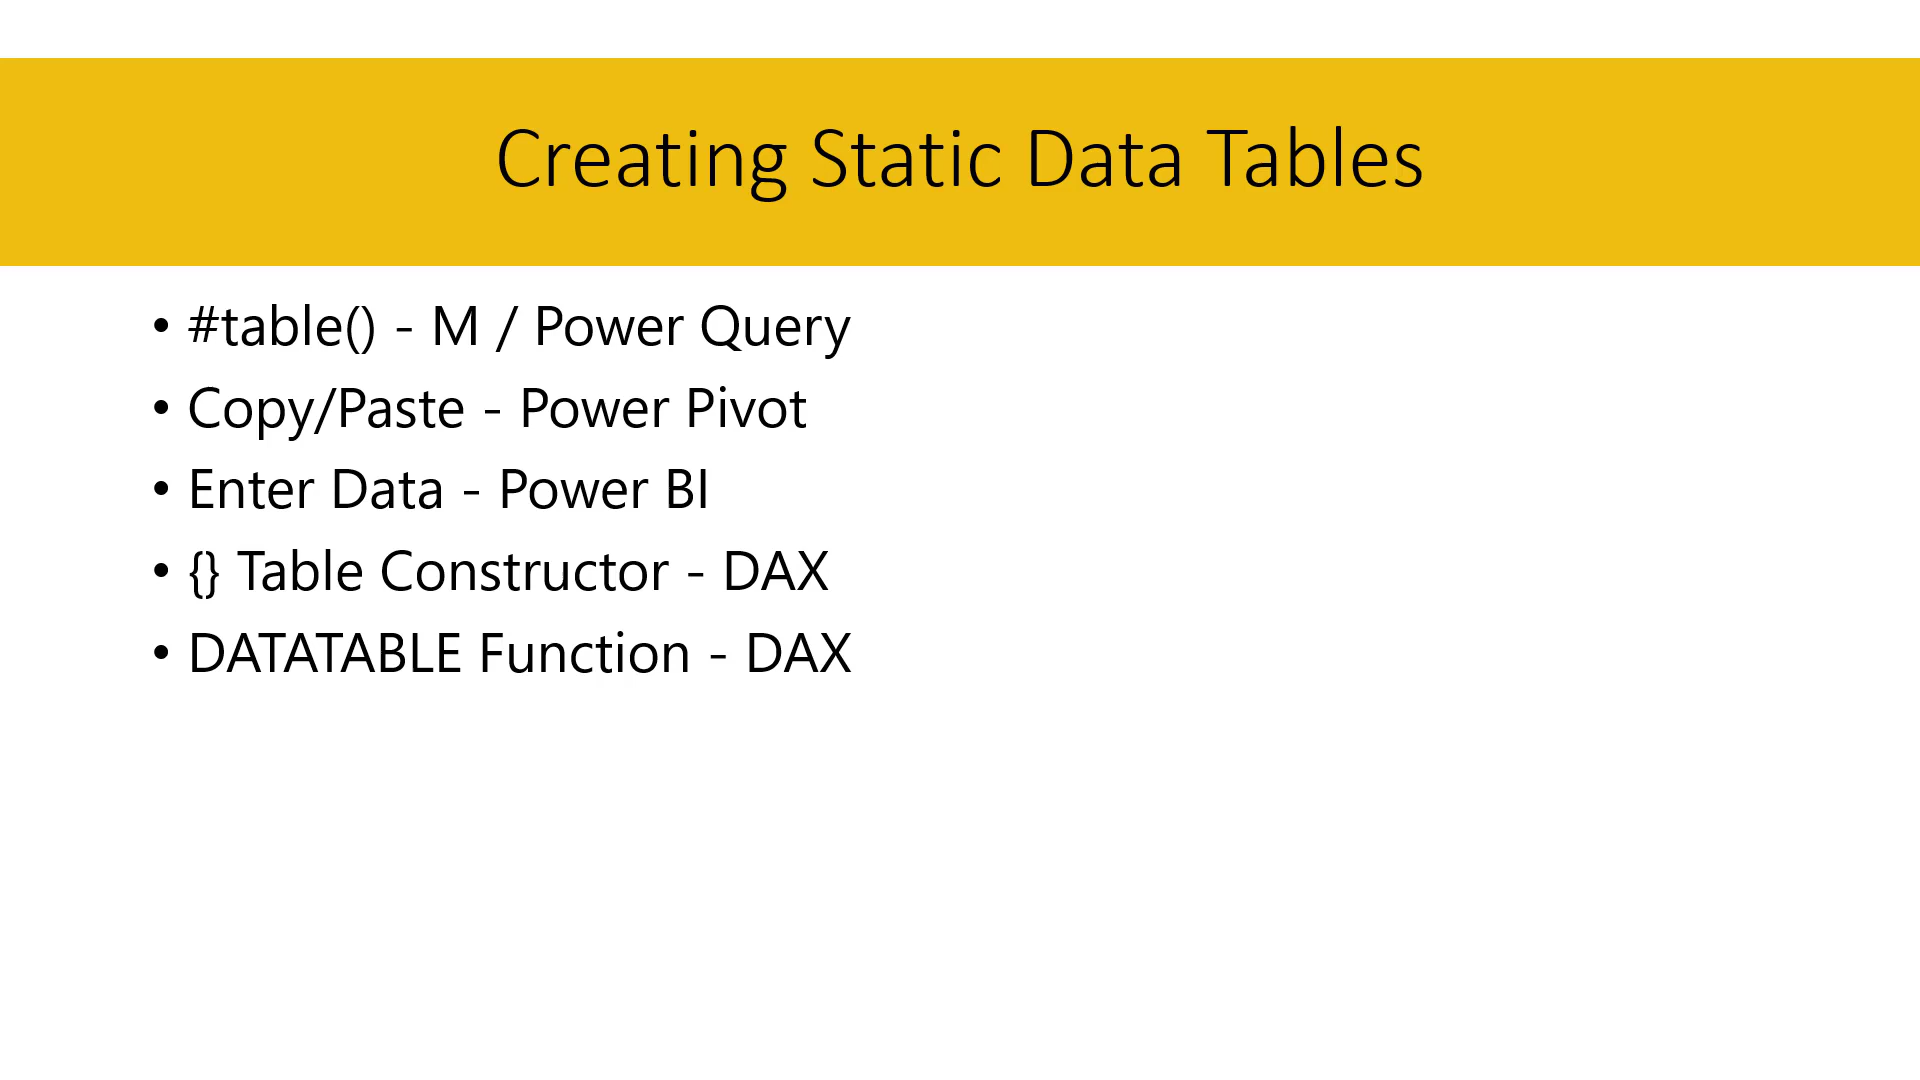 Creating Static Data Tables
• #table() - M / Power Query
• Copy/Paste - Power Pivot
• Enter Data - Power BI
• {} Table Constructor - DAX
• DATATABLE Function - DAX